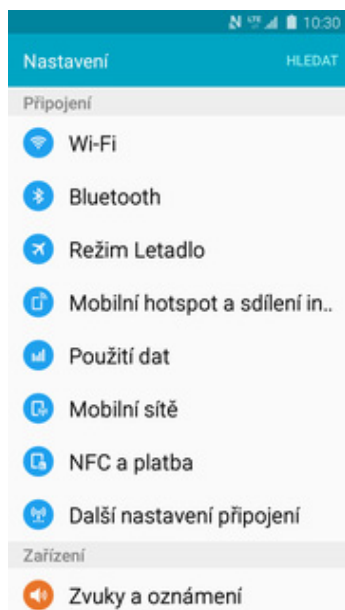 LTE 10:30
Nastavení HLEDAT
Připojení
Wi-Fi
Bluetooth
Režim Letadlo
Mobilní hotspot a sdílení in..
Použití dat
Mobilní sítě
NFC a platba
Další nastavení připojení
Zařízení
Zvuky a oznámení